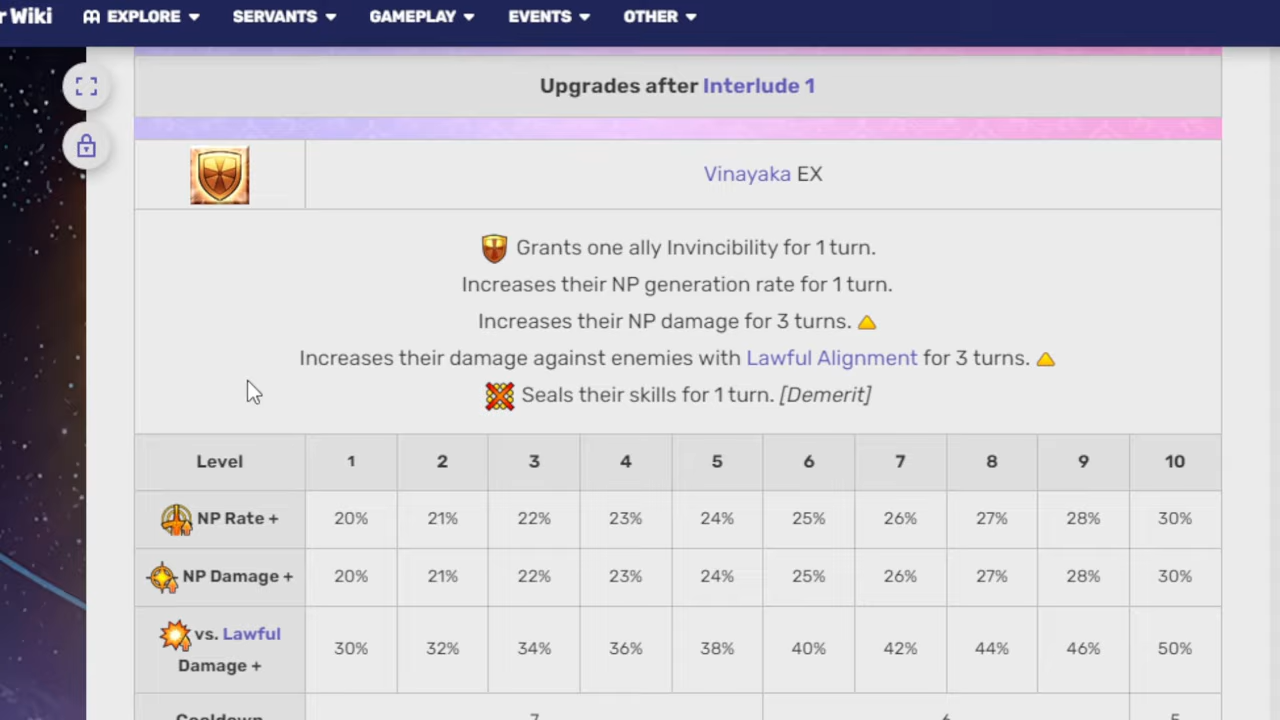 r Wiki EXPLORE SERVANTS GAMEPLAY EVENTS OTHER
Upgrades after Interlude 1
Vinayaka EX
Grants one ally Invincibility for 1 turn.
Increases their NP generation rate for 1 turn.
Increases their NP damage for 3 turns.
Increases their damage against enemies with Lawful Alignment for 3 turns.
Seals their skills for 1 turn. [Demerit]
Level 1 2 3 4 5 6 7 8 9 10
NP Rate + 20% 21% 22% 23% 24% 25% 26% 27% 28% 30%
NP Damage + 20% 21% 22% 23% 24% 25% 26% 27% 28% 30%
vs. Lawful
Damage + 30% 32% 34% 36% 38% 40% 42% 44% 46% 50%
Cooldown 7 6 5